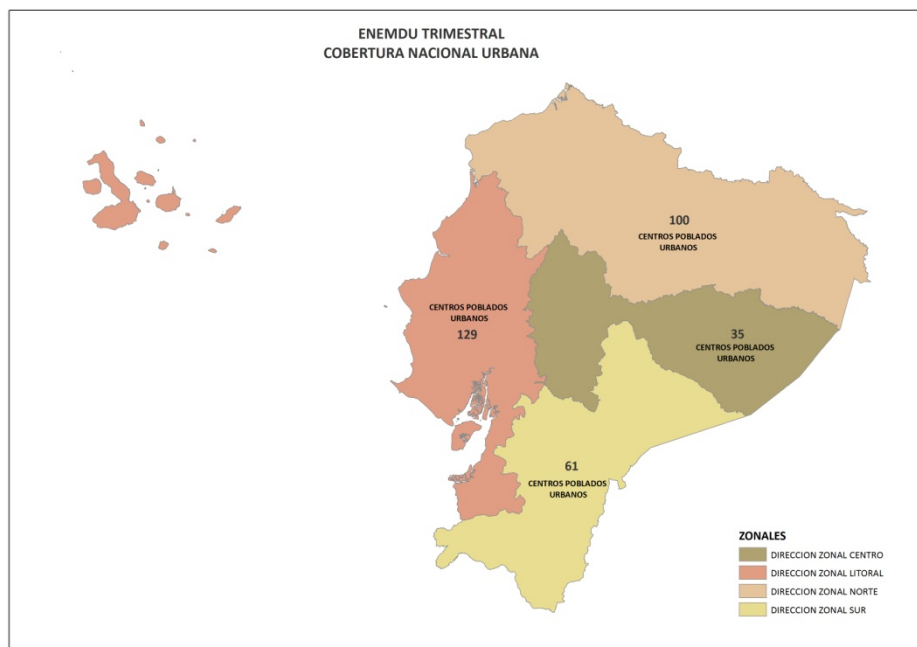 ENEMDU TRIMESTRAL
COBERTURA NACIONAL URBANA
100
CENTROS POBLADOS
URBANOS
CENTROS POBLADOS
URBANOS
129
35
CENTROS POBLADOS
URBANOS
61
CENTROS POBLADOS
URBANOS
ZONALES
DIRECCION ZONAL CENTRO
DIRECCION ZONAL LITORAL
DIRECCION ZONAL NORTE
DIRECCION ZONAL SUR